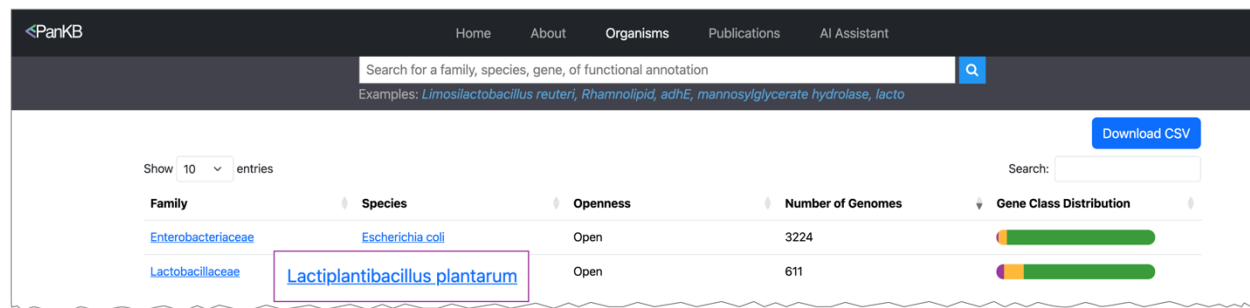 PanKB
Home About Organisms Publications AI Assistant
Search for a family, species, gene, of functional annotation
Examples: Limosilactobacillus reuteri, Rhamnolipid, adhE, mannosylglycerate hydrolase, lacto
Download CSV
Show 10 entries Search:
Family Species Openness Number of Genomes Gene Class Distribution
Enterobacteriaceae Escherichia coli Open 3224
Lactobacillaceae Lactiplantibacillus plantarum Open 611